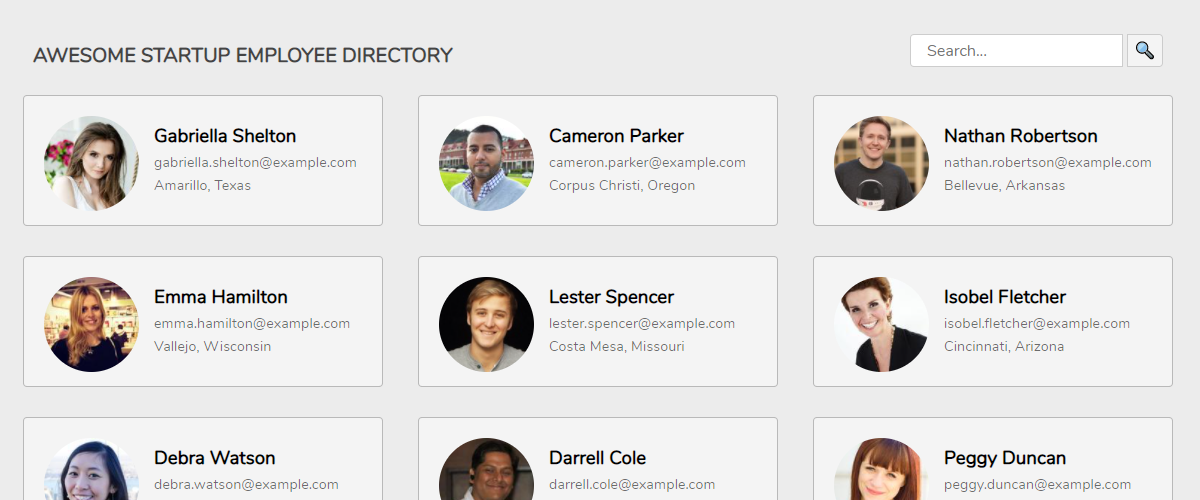 AWESOME STARTUP EMPLOYEE DIRECTORY
Search...
Gabriella Shelton
gabriella.shelton@example.com
Amarillo, Texas
Cameron Parker
cameron.parker@example.com
Corpus Christi, Oregon
Nathan Robertson
nathan.robertson@example.com
Bellevue, Arkansas
Emma Hamilton
emma.hamilton@example.com
Vallejo, Wisconsin
Lester Spencer
lester.spencer@example.com
Costa Mesa, Missouri
Isobel Fletcher
isobel.fletcher@example.com
Cincinnati, Arizona
Debra Watson
debra.watson@example.com
Darrell Cole
darrell.cole@example.com
Peggy Duncan
peggy.duncan@example.com